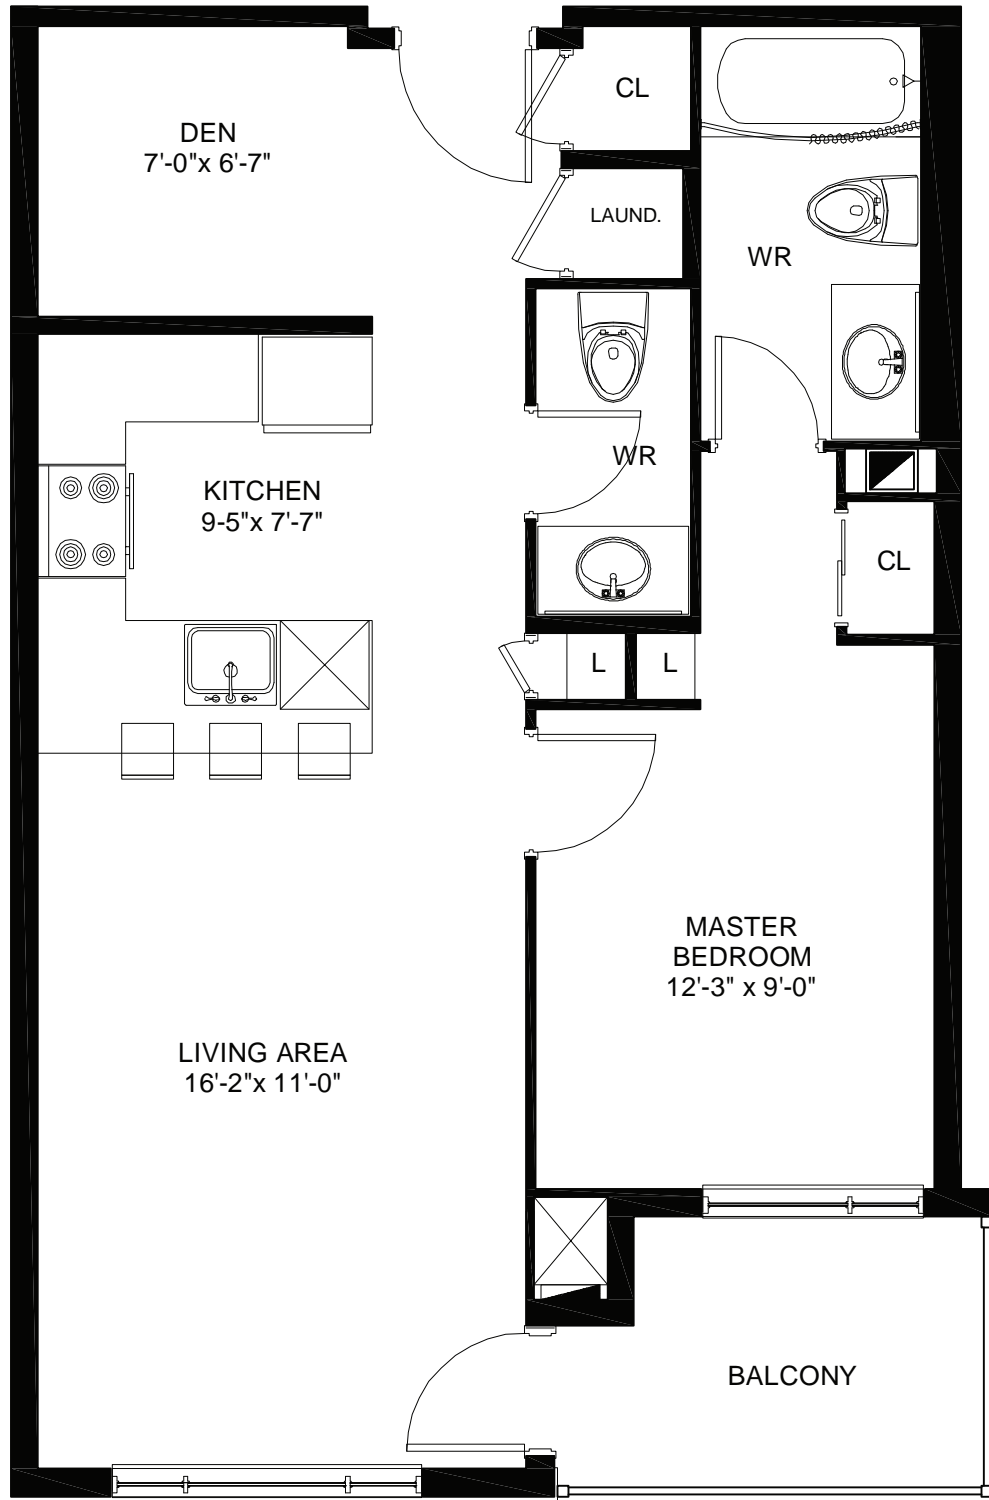 CL
DEN
7'-0"x 6'-7"
LAUND.
WR
WR
KITCHEN
9-5"x 7'-7"
CL
L
L
MASTER
BEDROOM
12'-3" x 9'-0"
LIVING AREA
16'-2"x 11'-0"
BALCONY